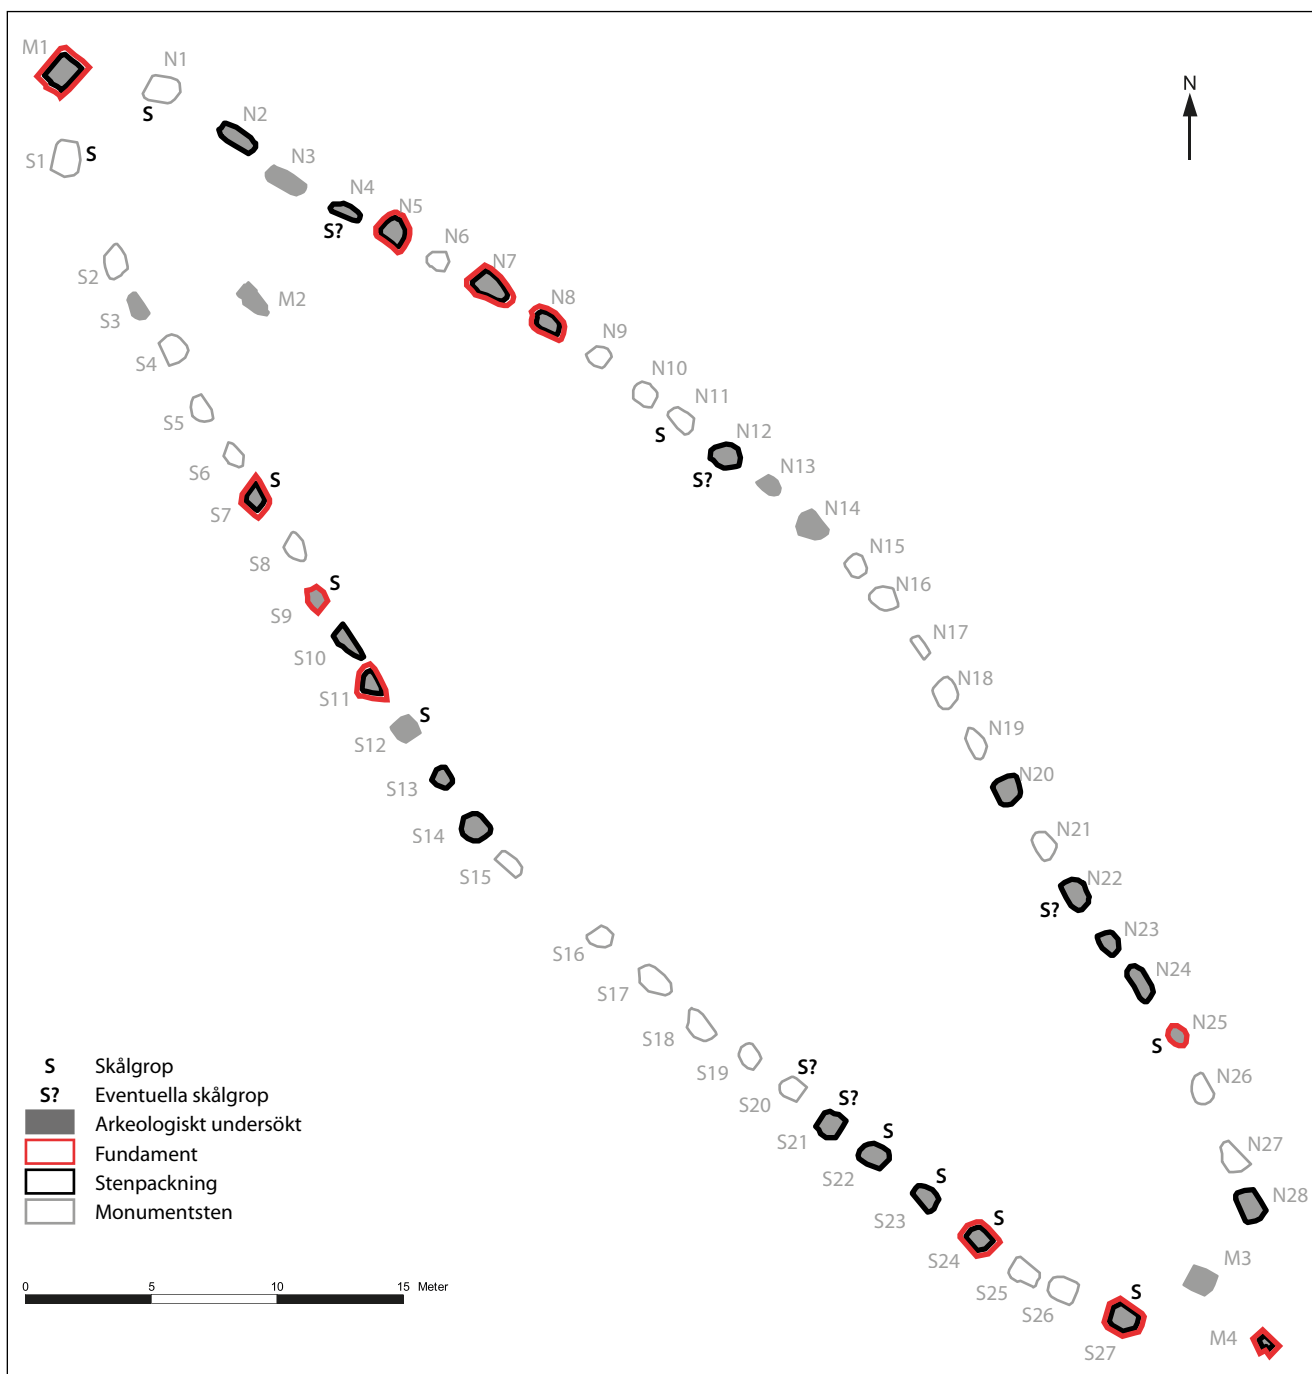 M1
N1
S
N2
S1
S
N3
N4
S?
N5
N6
N7
N8
N9
N10
N11
S
N12
S?
N13
N14
N15
N16
N17
N18
N19
N20
N21
N22
S?
N23
N24
N25
S
N26
N27
N28
M3
M4
M2
S2
S3
S4
S5
S6
S
S7
S8
S
S9
S10
S11
S
S12
S13
S14
S15
S16
S17
S18
S19
S?
S20
S?
S21
S
S22
S
S23
S
S24
S25
S26
S
S27
N
S Skålgrop
S? Eventuella skålgrop
Arkeologiskt undersökt
Fundament
Stenpackning
Monumentsten
0 5 10 15 Meter